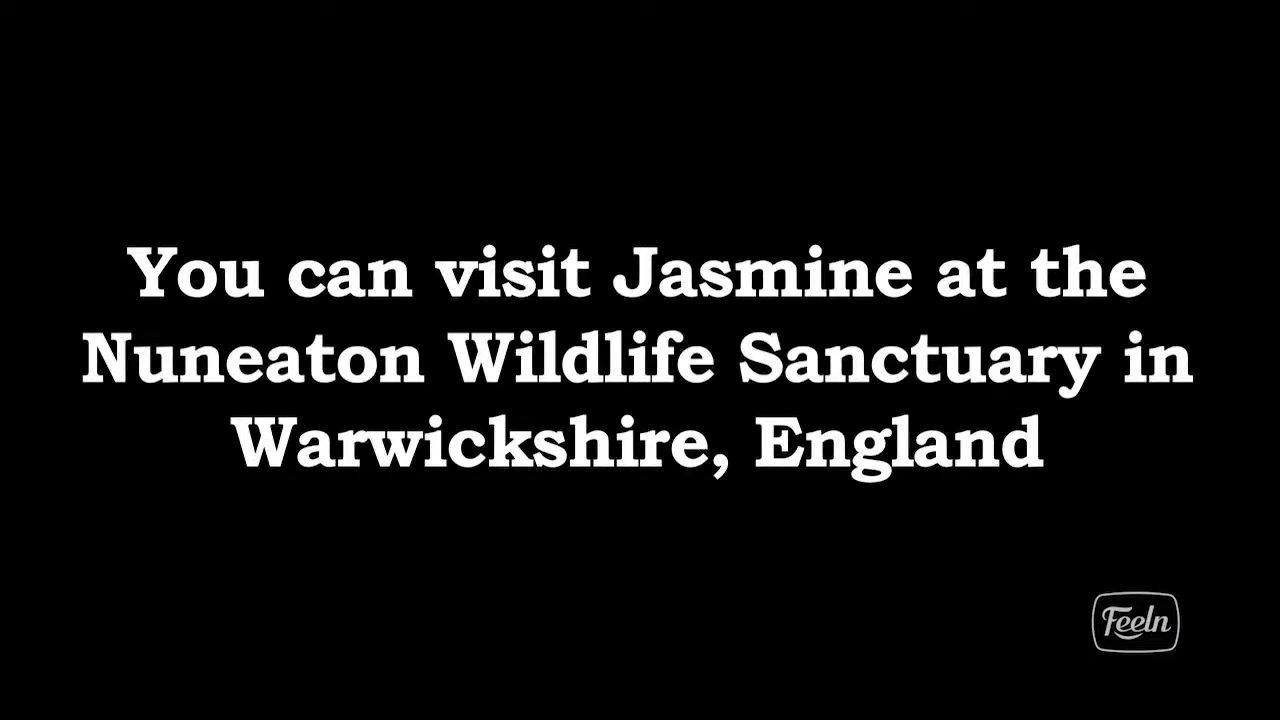 You can visit Jasmine at the
Nuneaton Wildlife Sanctuary in
Warwickshire, England
Feeln